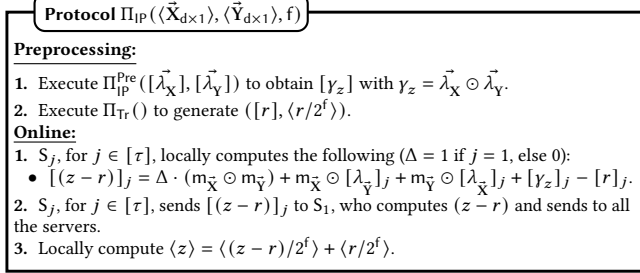 Protocol Π_IP(⟨X⃗_d×1⟩, ⟨Y⃗_d×1⟩, f)
Preprocessing:
1. Execute Π_IP^Pre([λ⃗_X], [λ⃗_Y]) to obtain [γ_z] with γ_z = λ⃗_X ⊙ λ⃗_Y.
2. Execute Π_Tr() to generate ([r], ⟨r/2^f⟩).
Online:
1. S_j, for j ∈ [τ], locally computes the following (Δ = 1 if j = 1, else 0):
• [(z − r)]_j = Δ · (m_X⃗ ⊙ m_Y⃗) + m_X⃗ ⊙ [λ_Y⃗]_j + m_Y⃗ ⊙ [λ_X⃗]_j + [γ_z]_j − [r]_j.
2. S_j, for j ∈ [τ], sends [(z − r)]_j to S_1, who computes (z − r) and sends to all
the servers.
3. Locally compute ⟨z⟩ = ⟨(z − r)/2^f⟩ + ⟨r/2^f⟩.